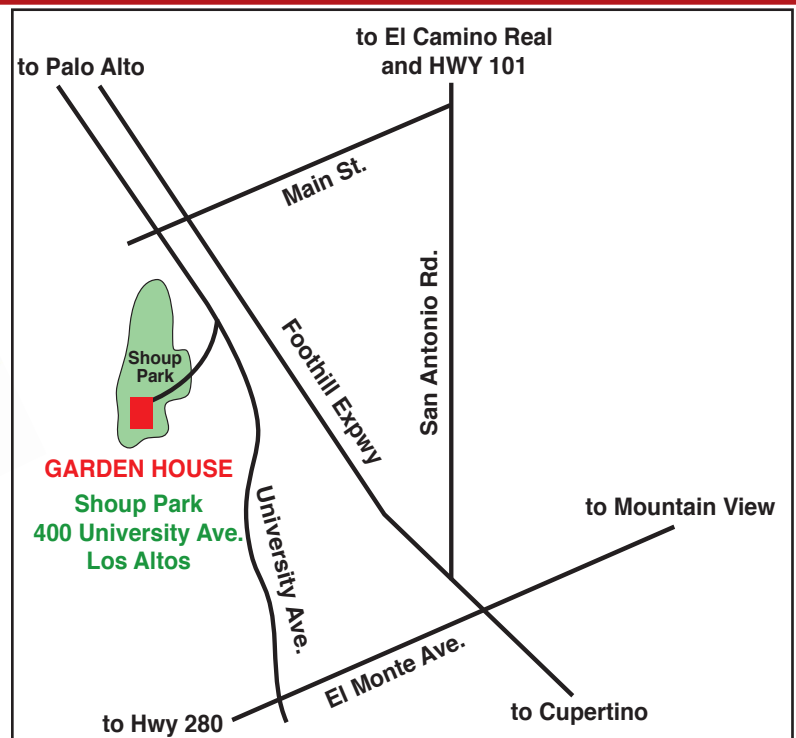 to El Camino Real
and HWY 101
to Palo Alto
Main St.
San Antonio Rd.
Foothill Expwy
Shoup
Park
GARDEN HOUSE
Shoup Park
400 University Ave.
Los Altos
University Ave.
to Mountain View
El Monte Ave.
to Cupertino
to Hwy 280